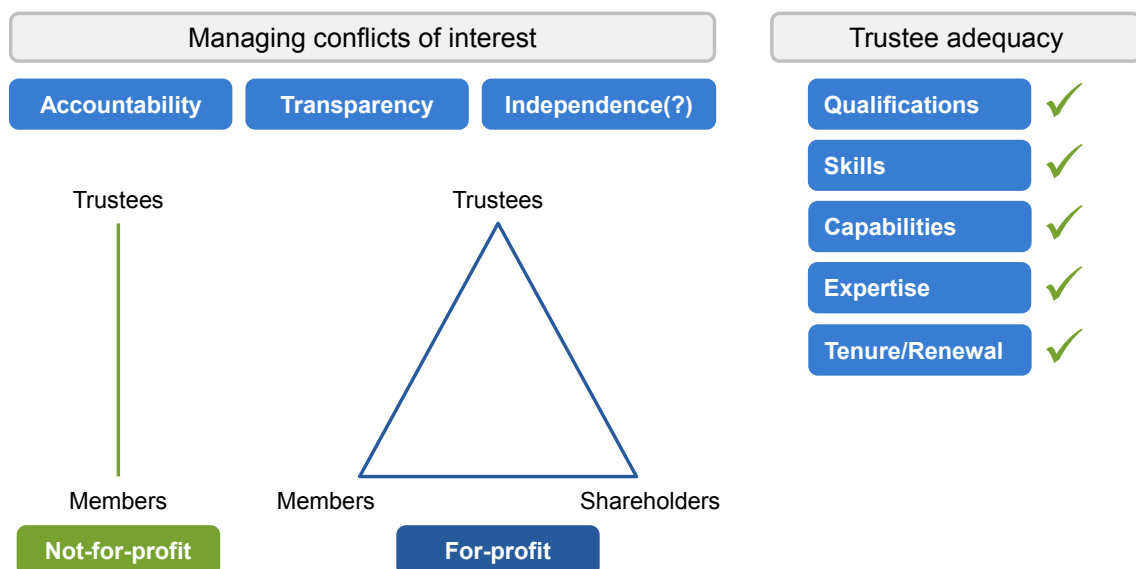 Managing conflicts of interest
Accountability
Transparency
Independence(?)
Trustees
Members
Not-for-profit
Trustees
Members
Shareholders
For-profit
Trustee adequacy
Qualifications
Skills
Capabilities
Expertise
Tenure/Renewal